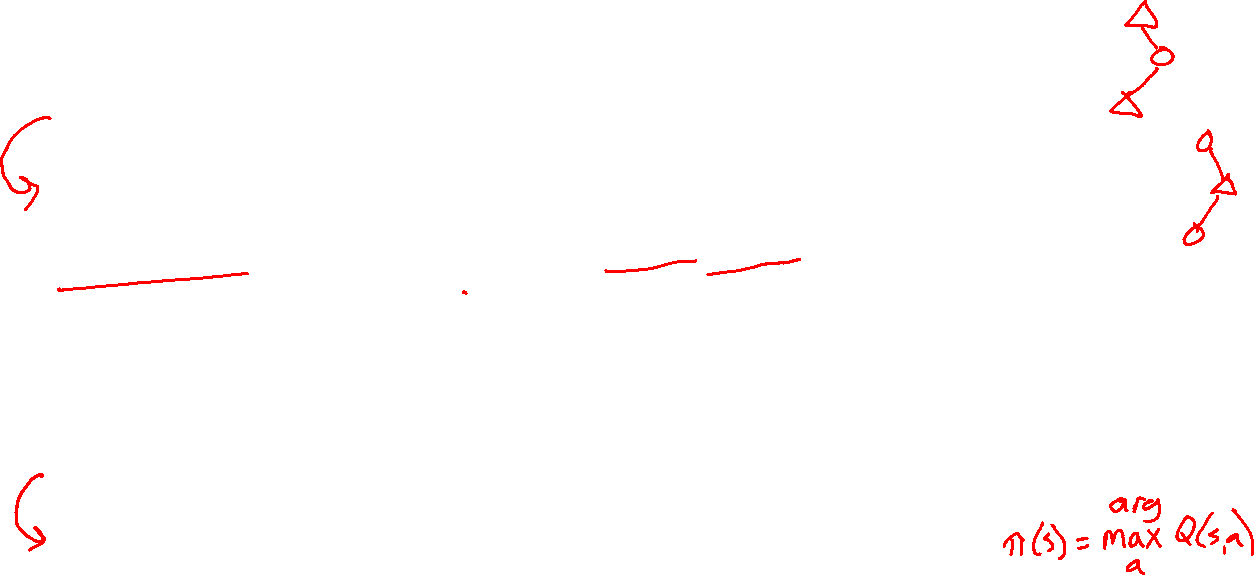 π(s) = arg max a Q(s,a)